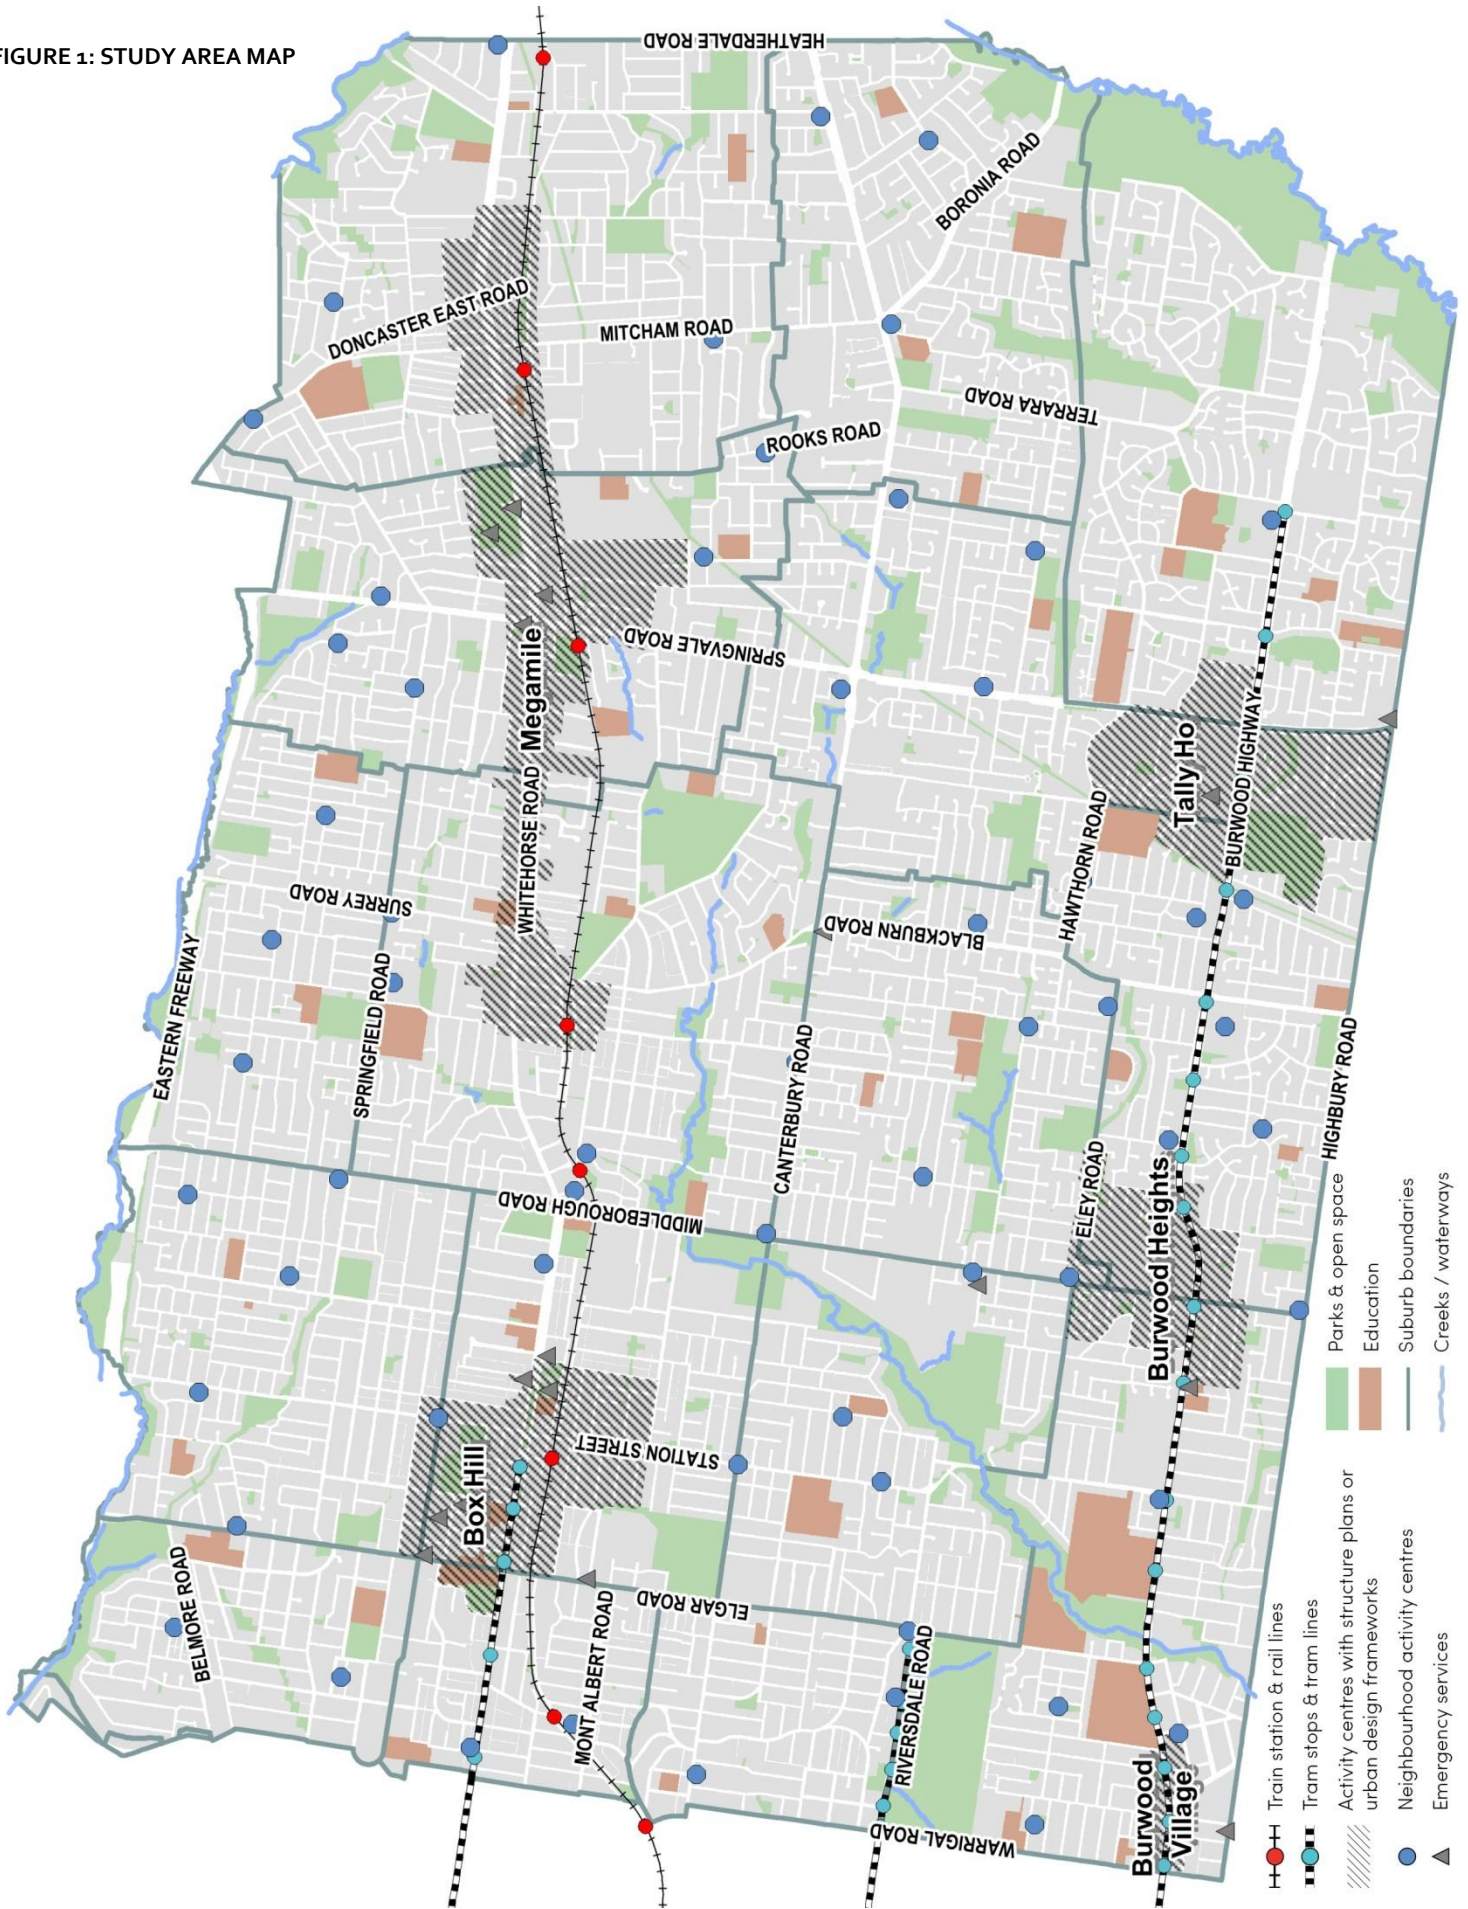 FIGURE 1: STUDY AREA MAP
HEATHERDALE ROAD
BORONIA ROAD
DONCASTER EAST ROAD
MITCHAM ROAD
TERRARA ROAD
ROOKS ROAD
SPRINGVALE ROAD
Megamile
WHITEHORSE ROAD
Tally Ho
BURWOOD HIGHWAY
HAWTHORN ROAD
SURREY ROAD
BLACKBURN ROAD
EASTERN FREEWAY
SPRINGFIELD ROAD
CANTERBURY ROAD
HIGHBURY ROAD
ELEY ROAD
MIDDLEBOROUGH ROAD
Burwood Heights
STATION STREET
Box Hill
BELMORE ROAD
ELGAR ROAD
MONT ALBERT ROAD
RIVERSDALE ROAD
WARRIGAL ROAD
Burwood
Village
Train station & rail lines
Tram stops & tram lines
Activity centres with structure plans or
urban design frameworks
Neighbourhood activity centres
Emergency services
Parks & open space
Education
Suburb boundaries
Creeks / waterways